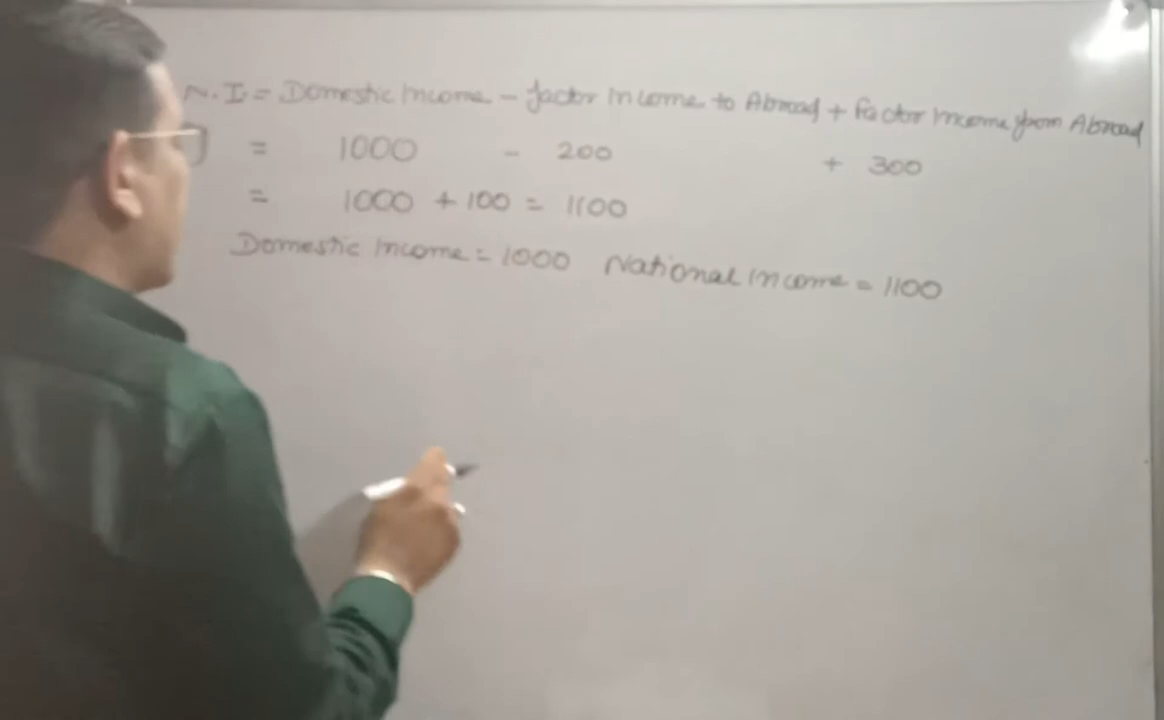 N.I = Domestic Income - factor Income to Abroad + factor Income from Abroad
= 1000 - 200 + 300
= 1000 + 100 = 1100
Domestic Income = 1000 National Income = 1100